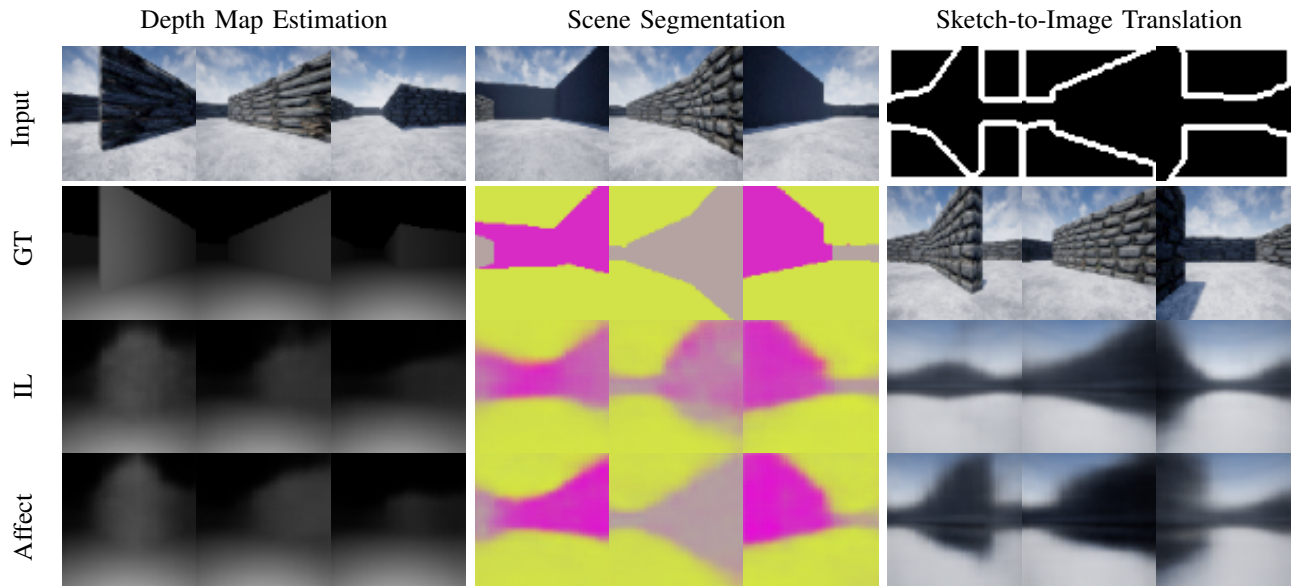 Depth Map Estimation
Scene Segmentation
Sketch-to-Image Translation
Input
GT
IL
Affect